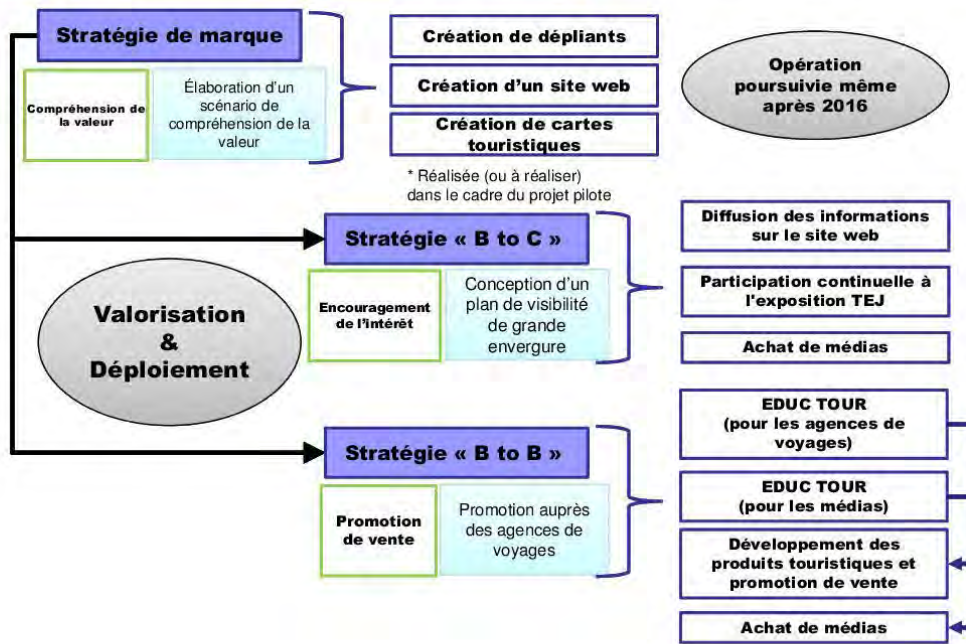 Stratégie de marque
Compréhension de
la valeur
Élaboration d'un
scénario de
compréhension de la
valeur
Création de dépliants
Création d'un site web
Création de cartes
touristiques
* Réalisée (ou à réaliser)
dans le cadre du projet pilote
Opération
poursuivie même
après 2016
Valorisation
&
Déploiement
Stratégie « B to C »
Encouragement
de l'intérêt
Conception d'un
plan de visibilité
de grande
envergure
Diffusion des informations
sur le site web
Participation continuelle à
l'exposition TEJ
Achat de médias
Stratégie « B to B »
Promotion
de vente
Promotion auprès
des agences de
voyages
EDUC TOUR
(pour les agences de
voyages)
EDUC TOUR
(pour les médias)
Développement des
produits touristiques et
promotion de vente
Achat de médias